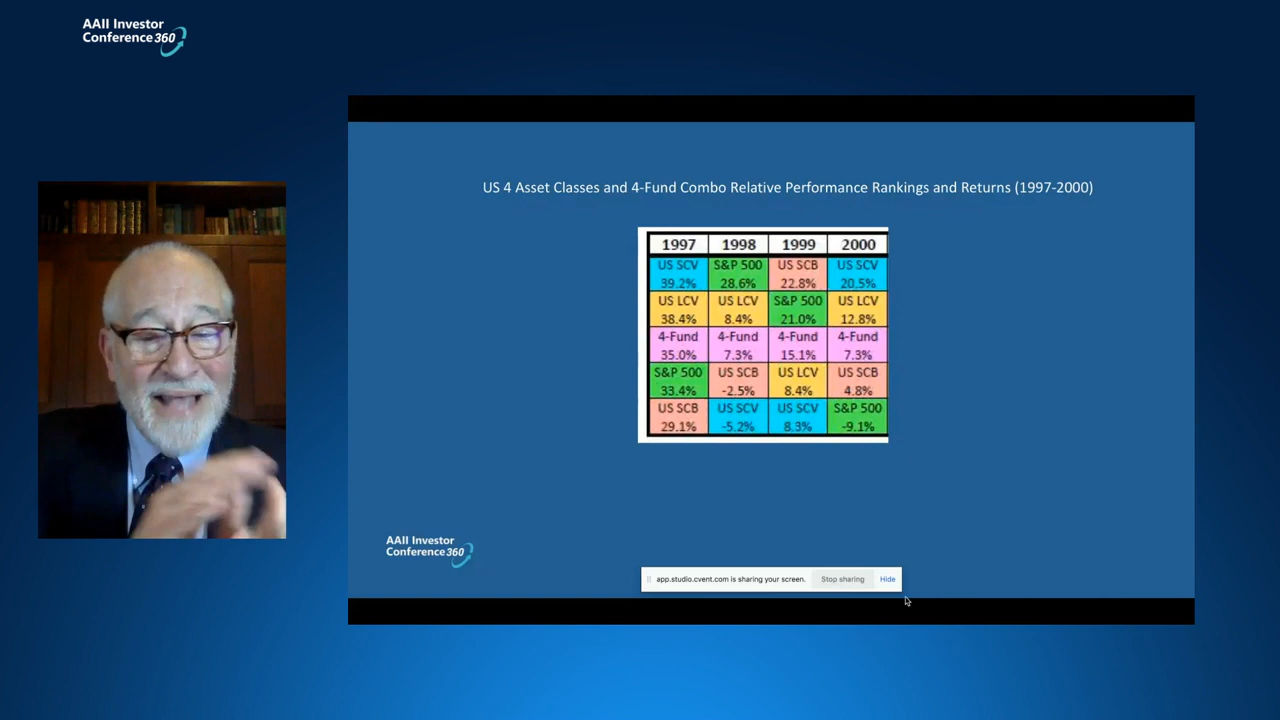 AAII Investor
Conference 360
US 4 Asset Classes and 4-Fund Combo Relative Performance Rankings and Returns (1997-2000)
1997 1998 1999 2000
US SCV S&P 500 US SCB US SCV
39.2% 28.6% 22.8% 20.5%
US LCV US LCV S&P 500 US LCV
38.4% 8.4% 21.0% 12.8%
4-Fund 4-Fund 4-Fund 4-Fund
35.0% 7.3% 15.1% 7.3%
S&P 500 US SCB US LCV US SCB
33.4% -2.5% 8.4% 4.8%
US SCB US SCV US SCV S&P 500
29.1% -5.2% 8.3% -9.1%
AAII Investor
Conference 360
app.studio.cvent.com is sharing your screen. Stop sharing Hide